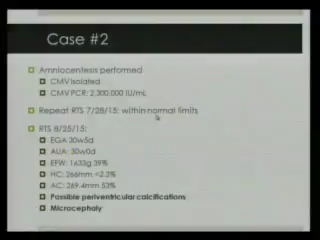 Case #2
Amniocentesis performed
CMV isolated
CMV PCR: 2,300,000 IU/mL
Repeat RTS 7/28/15: within normal limits
RTS 8/25/15:
EGA 30w5d
AUA: 30w0d
EFW: 1633g 39%
HC: 266mm <2.3%
AC: 269.4mm 53%
Possible periventricular calcifications
Microcephaly